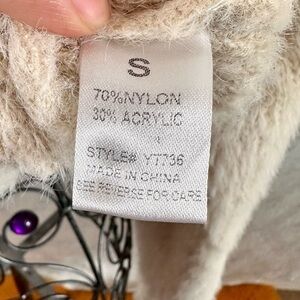 S
70%NYLON
30% ACRYLIC
STYLE# YT736
MADE IN CHINA
SEE REVERSE FOR CARE